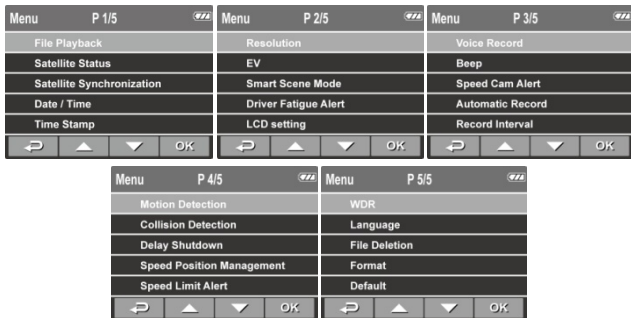 Menu P 1/5
File Playback
Satellite Status
Satellite Synchronization
Date / Time
Time Stamp
OK
Menu P 2/5
Resolution
EV
Smart Scene Mode
Driver Fatigue Alert
LCD setting
OK
Menu P 3/5
Voice Record
Beep
Speed Cam Alert
Automatic Record
Record Interval
OK
Menu P 4/5
Motion Detection
Collision Detection
Delay Shutdown
Speed Position Management
Speed Limit Alert
OK
Menu P 5/5
WDR
Language
File Deletion
Format
Default
OK